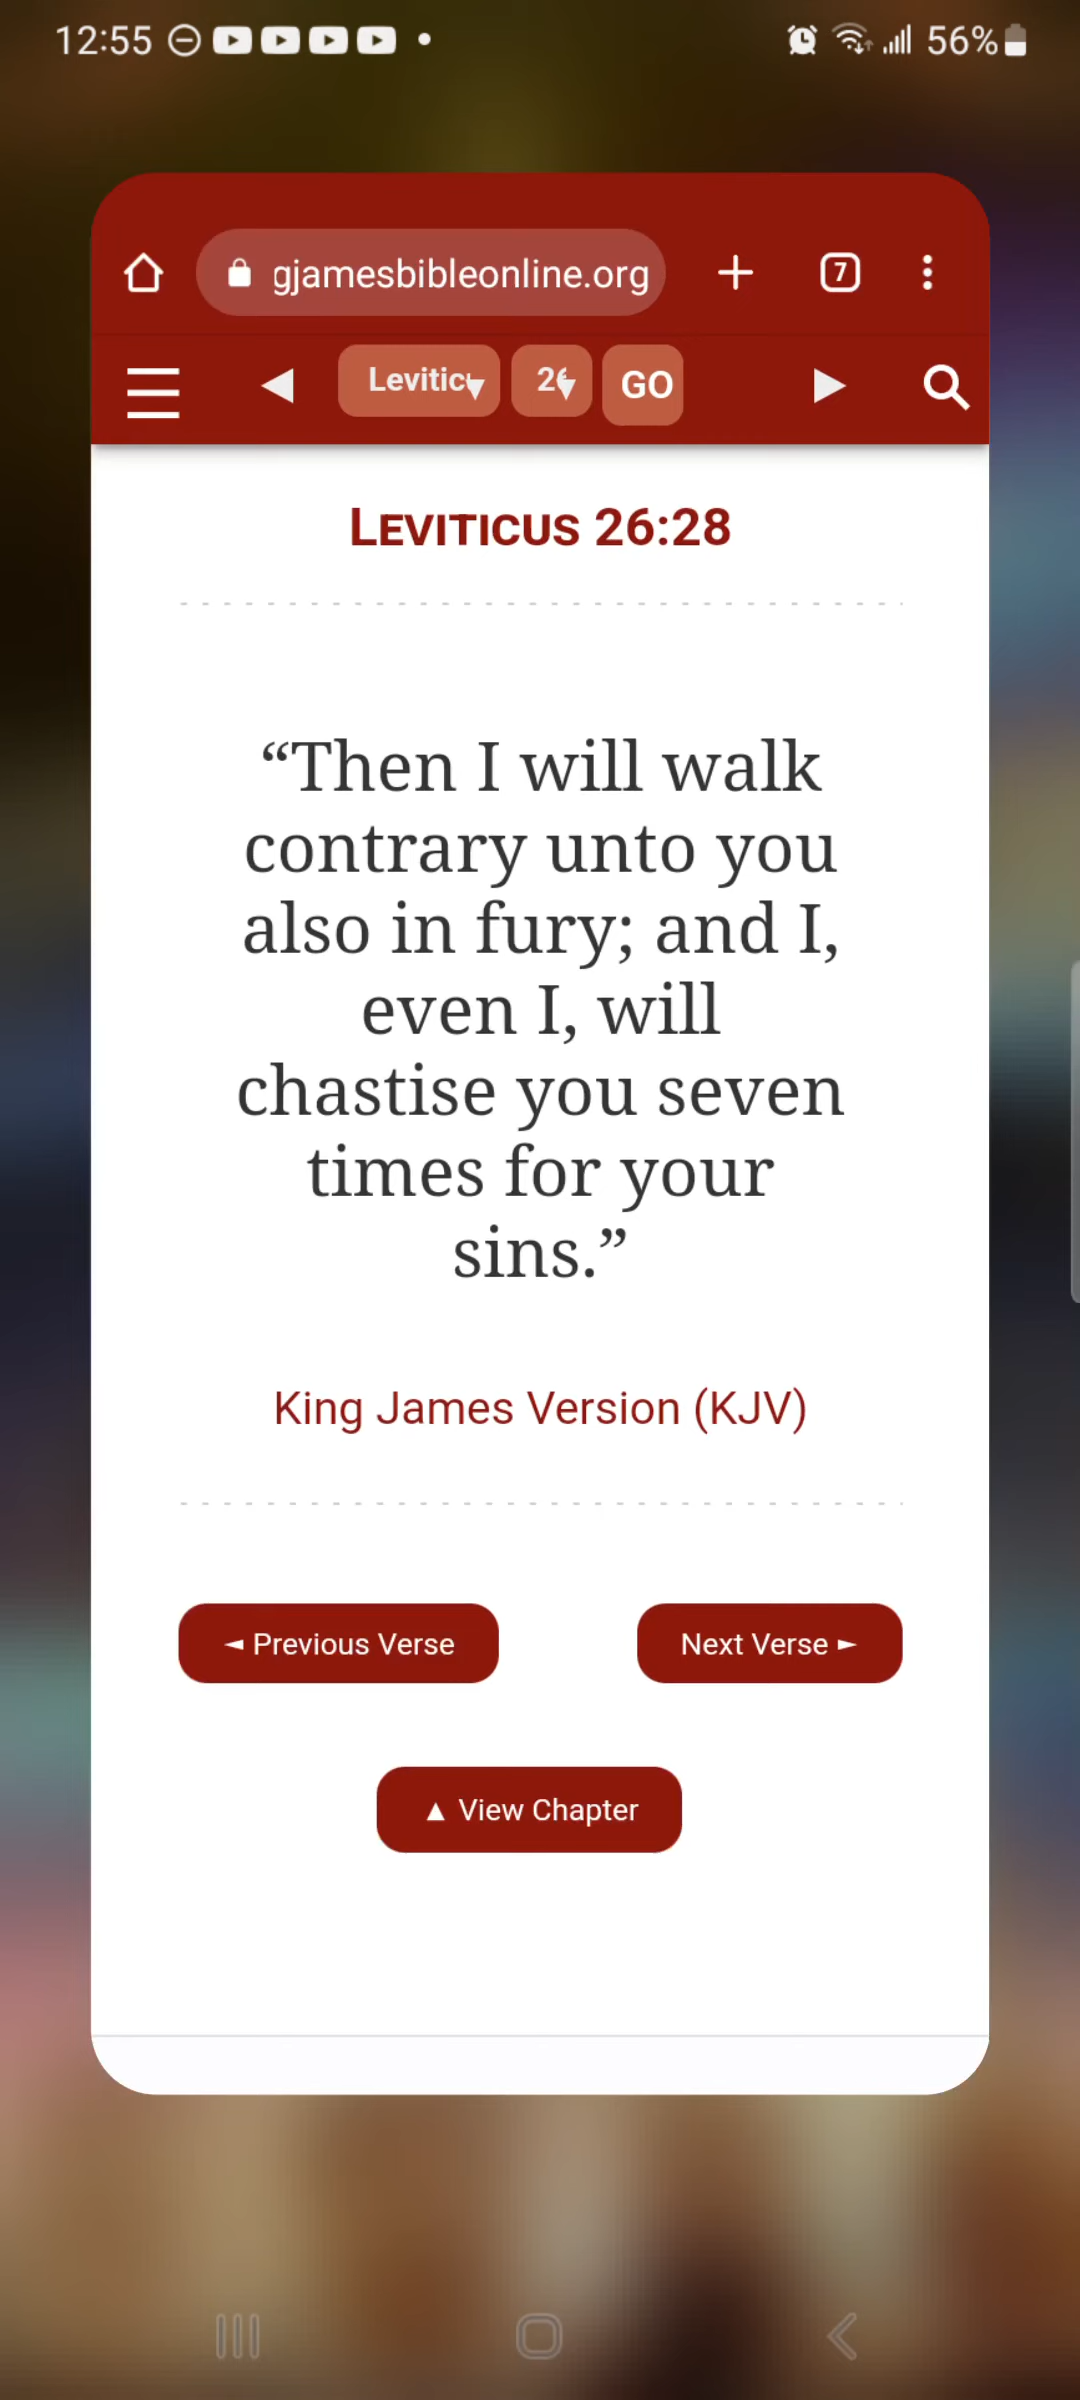 12:55
56%
gjamesbibleonline.org
7
Levitic
26
GO
LEVITICUS 26:28
“Then I will walk
contrary unto you
also in fury; and I,
even I, will
chastise you seven
times for your
sins.”
King James Version (KJV)
◄ Previous Verse
Next Verse ►
▲ View Chapter